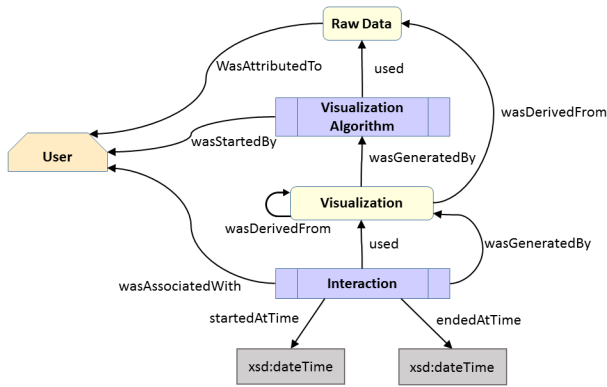 Raw Data
WasAttributedTo
used
wasDerivedFrom
Visualization
Algorithm
wasStartedBy
User
wasGeneratedBy
Visualization
wasDerivedFrom
used
wasGeneratedBy
Interaction
wasAssociatedWith
startedAtTime
endedAtTime
xsd:dateTime
xsd:dateTime